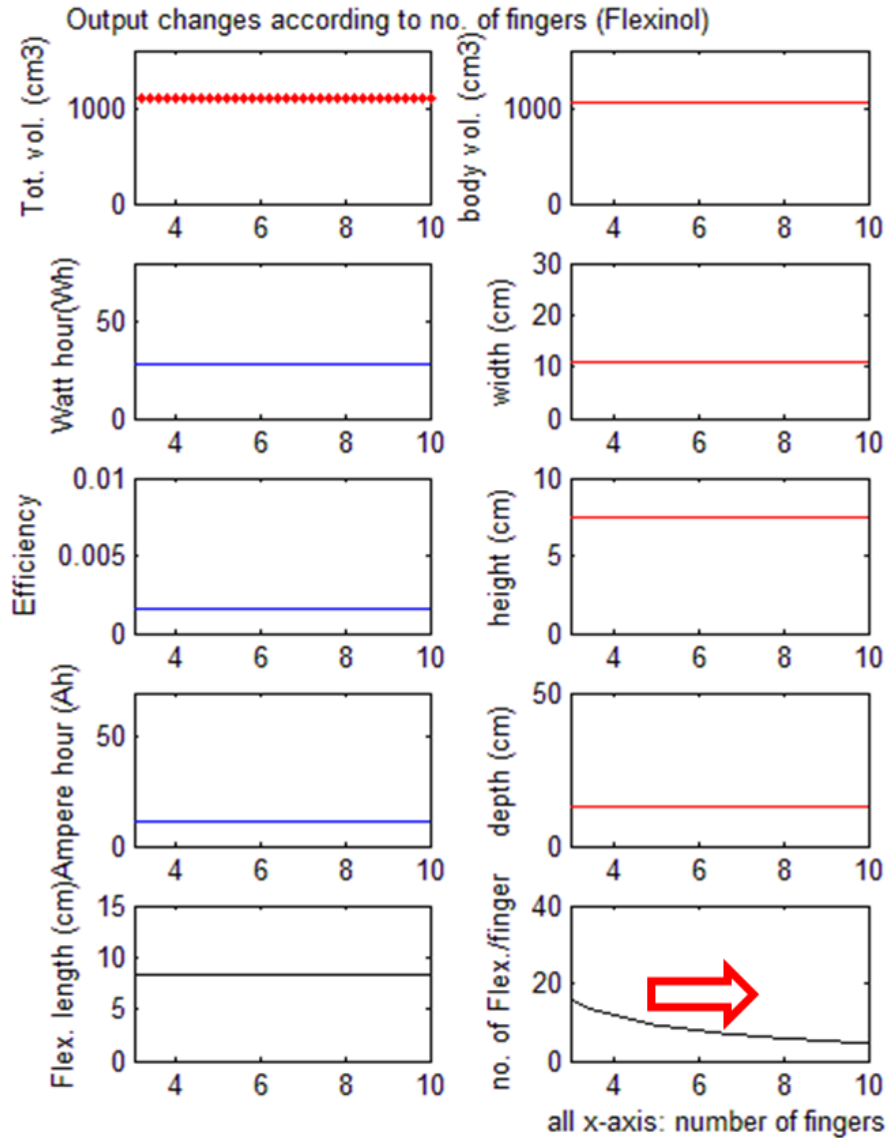 Output changes according to no. of fingers (Flexinol)
Tot. vol. (cm3)
1000
0
4 6 8 10
body vol. (cm3)
1000
0
4 6 8 10
Watt hour(Wh)
50
0
4 6 8 10
width (cm)
30
20
10
0
4 6 8 10
Efficiency
0.01
0.005
0
4 6 8 10
height (cm)
10
5
0
4 6 8 10
Ampere hour (Ah)
50
0
4 6 8 10
depth (cm)
50
0
4 6 8 10
Flex. length (cm)
15
10
5
0
4 6 8 10
no. of Flex./finger
40
20
0
4 6 8 10
all x-axis: number of fingers